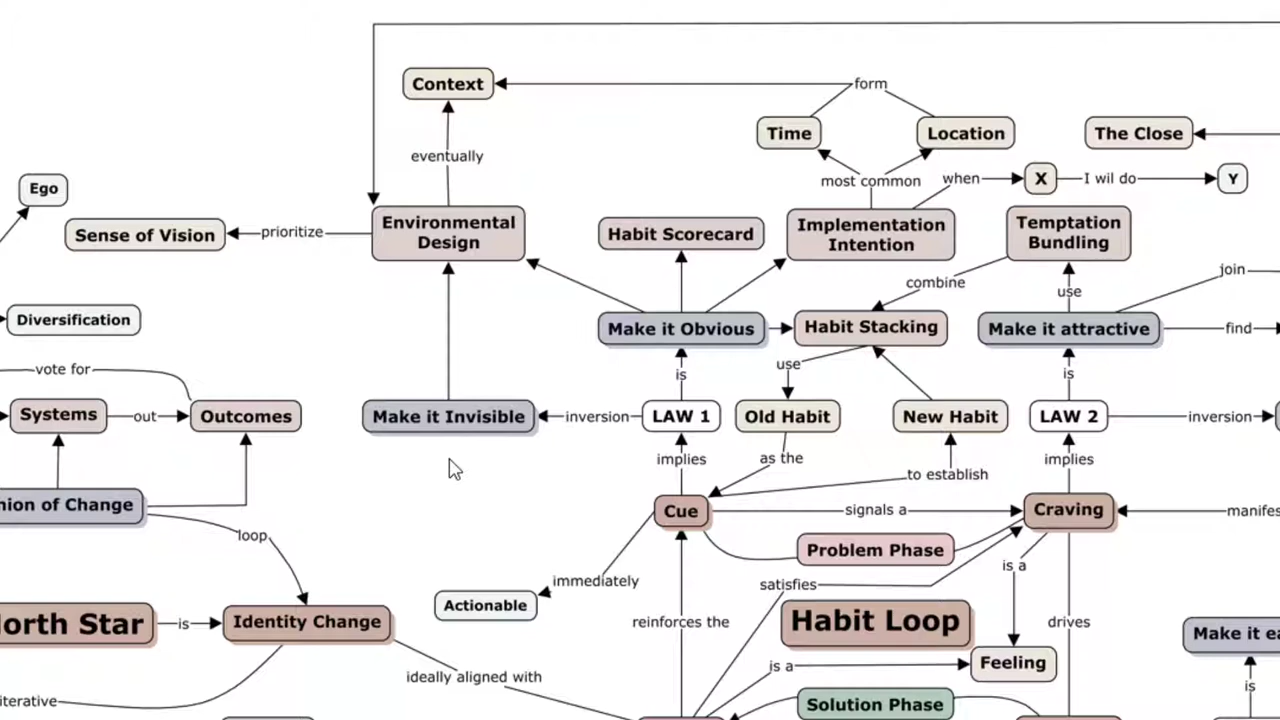 Context
form
Time
Location
The Close
eventually
most common
when
X
I wil do
Y
Ego
Sense of Vision
prioritize
Environmental
Design
Habit Scorecard
Implementation
Intention
Temptation
Bundling
combine
use
join
Diversification
Make it Obvious
Habit Stacking
Make it attractive
find
vote for
is
use
is
Systems
out
Outcomes
Make it Invisible
inversion
LAW 1
Old Habit
New Habit
LAW 2
inversion
implies
as the
to establish
implies
nion of Change
Cue
signals a
Craving
manifes
loop
Problem Phase
is a
immediately
satisfies
Actionable
orth Star
is
Identity Change
reinforces the
Habit Loop
drives
Make it ea
is a
Feeling
ideally aligned with
is
iterative
Solution Phase